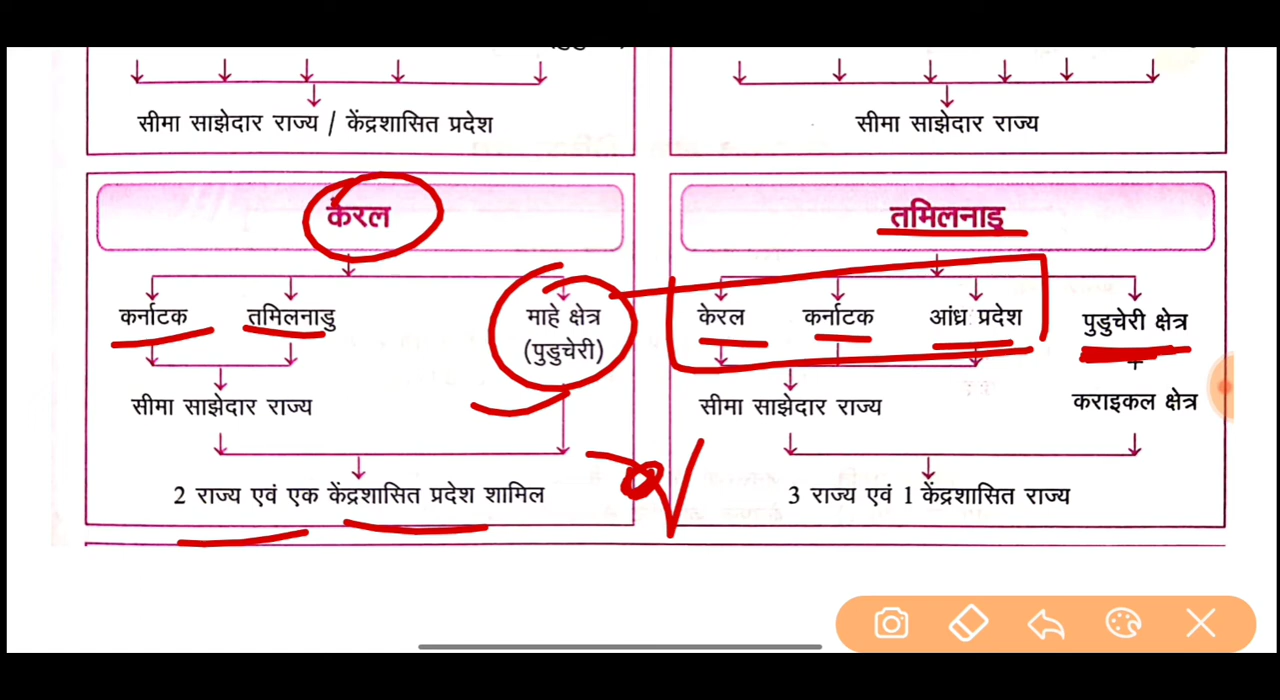 सीमा साझेदार राज्य / केंद्रशासित प्रदेश
सीमा साझेदार राज्य
केरल
कर्नाटक तमिलनाडु माहे क्षेत्र
(पुडुचेरी)
सीमा साझेदार राज्य
2 राज्य एवं एक केंद्रशासित प्रदेश शामिल
तमिलनाडु
केरल कर्नाटक आंध्र प्रदेश पुडुचेरी क्षेत्र
+
सीमा साझेदार राज्य कराइकल क्षेत्र
3 राज्य एवं 1 केंद्रशासित राज्य